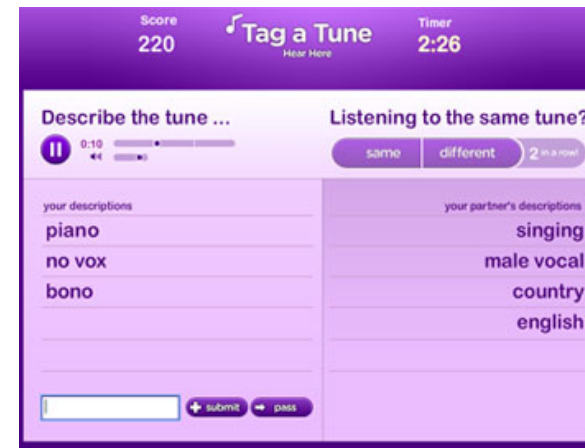 Score
220
Tag a Tune
Hear Here
Timer
2:26
Describe the tune ...
0:10
Listening to the same tune?
same
different
2 in a row!
your descriptions
piano
no vox
bono
your partner's descriptions
singing
male vocal
country
english
submit
pass